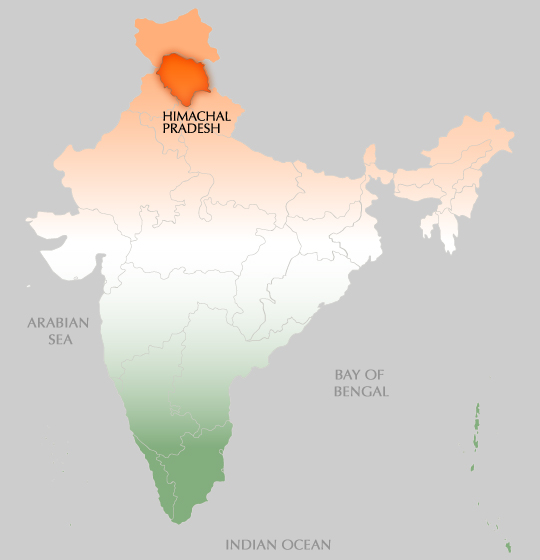 HIMACHAL
PRADESH
ARABIAN
SEA
BAY OF
BENGAL
INDIAN OCEAN